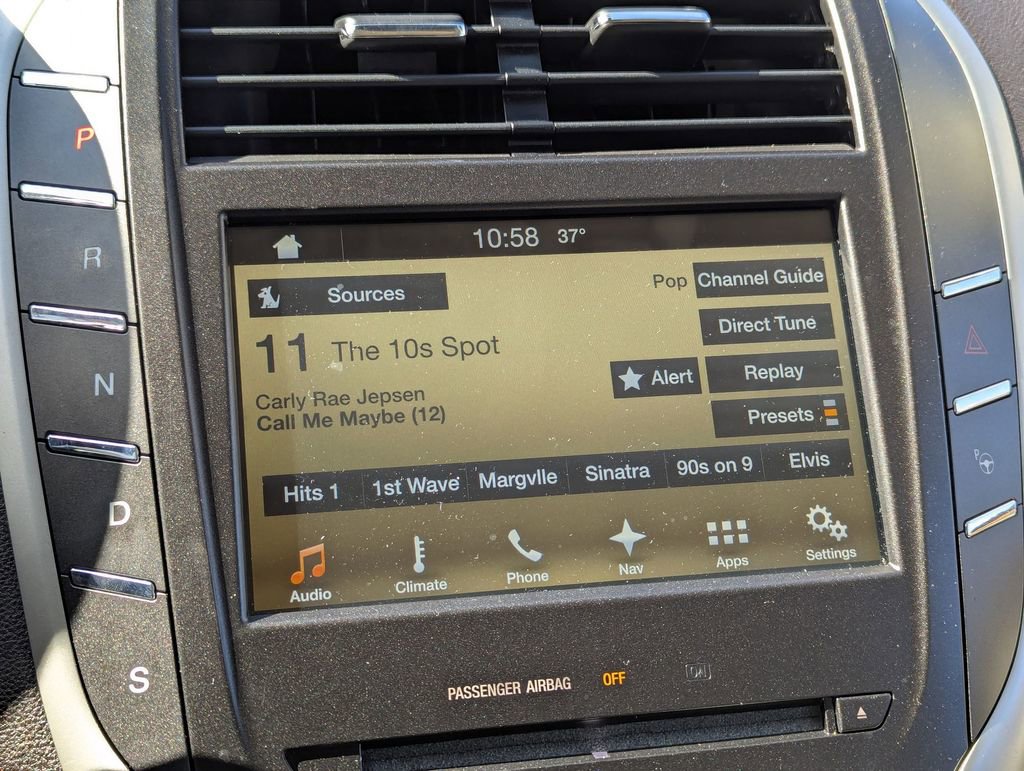 P
R
N
D
S
10:58 37°
Sources
Pop Channel Guide
11 The 10s Spot
Direct Tune
Alert
Replay
Carly Rae Jepsen
Call Me Maybe (12)
Presets
Hits 1 1st Wave Margvlle Sinatra 90s on 9 Elvis
Audio Climate Phone Nav Apps Settings
P
PASSENGER AIRBAG OFF ON